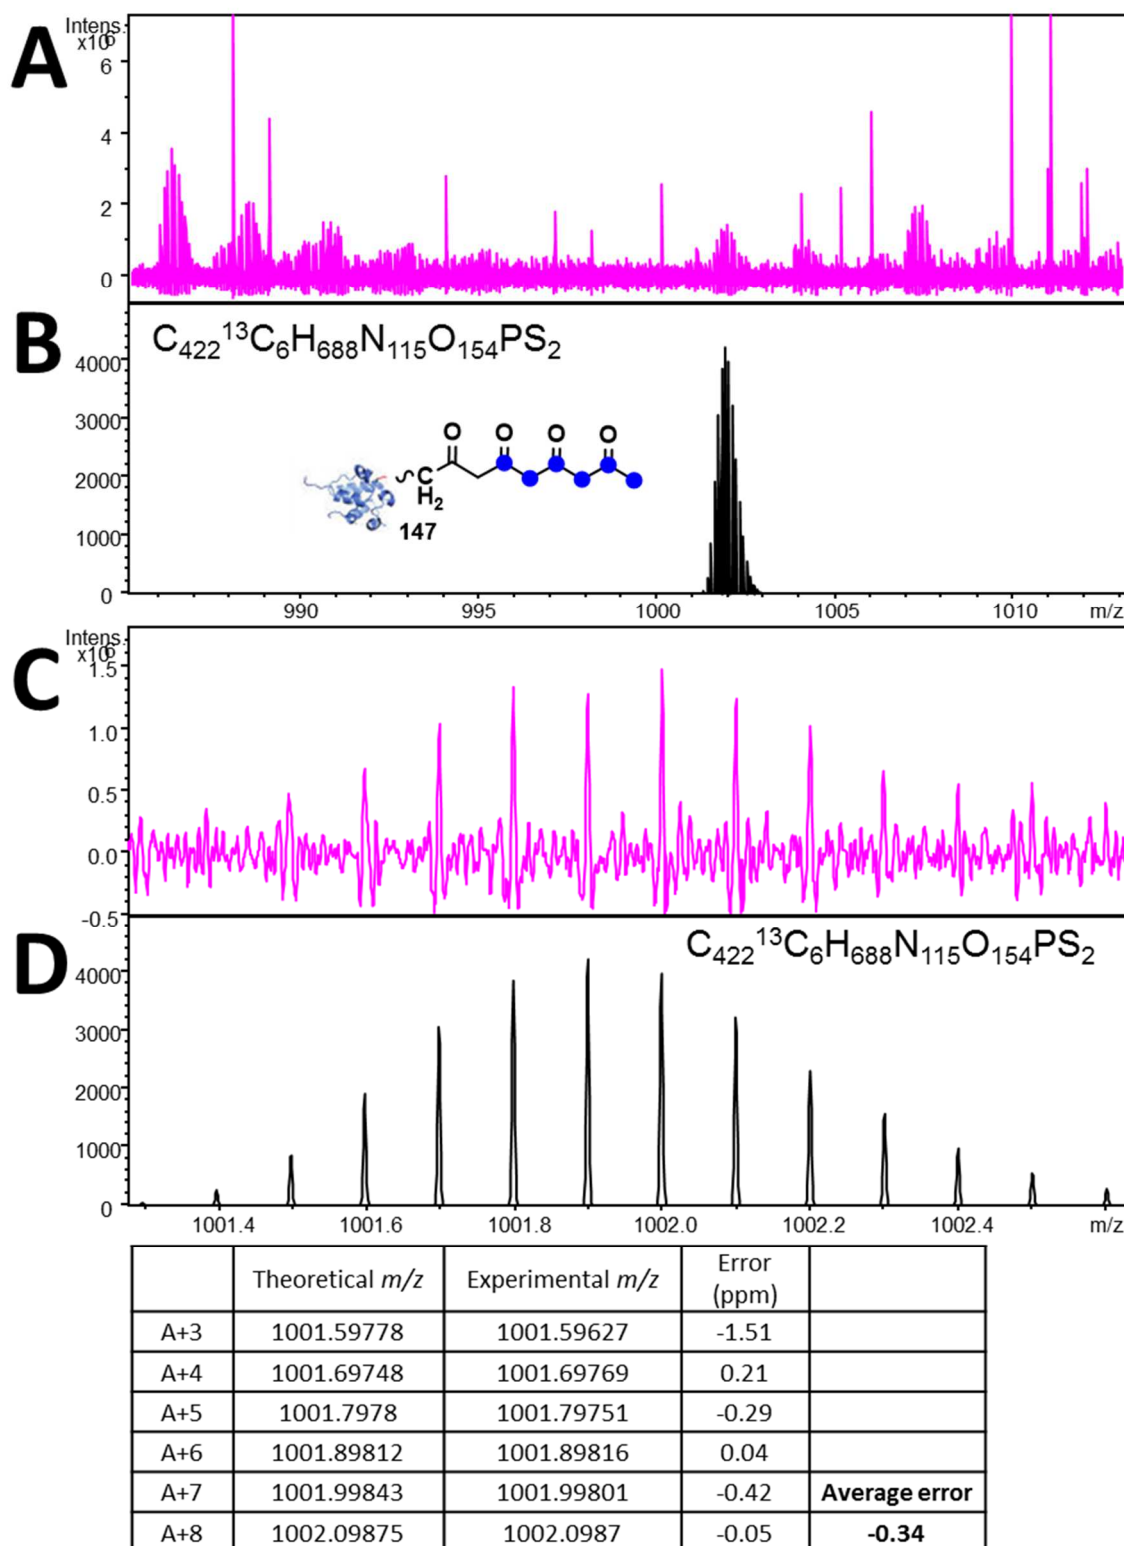 A
Intens.
x10⁶
6
4
2
0
B
C₄₂₂¹³C₆H₆₈₈N₁₁₅O₁₅₄PS₂
4000
3000
2000
1000
0
O O O O
C
H₂
147
990 995 1000 1005 1010 m/z
C
Intens.
x10⁶
1.5
1.0
0.5
0.0
-0.5
D
C₄₂₂¹³C₆H₆₈₈N₁₁₅O₁₅₄PS₂
4000
3000
2000
1000
0
1001.4 1001.6 1001.8 1002.0 1002.2 1002.4 m/z
Theoretical m/z Experimental m/z Error (ppm)
A+3 1001.59778 1001.59627 -1.51
A+4 1001.69748 1001.69769 0.21
A+5 1001.7978 1001.79751 -0.29
A+6 1001.89812 1001.89816 0.04
A+7 1001.99843 1001.99801 -0.42 Average error
A+8 1002.09875 1002.0987 -0.05 -0.34